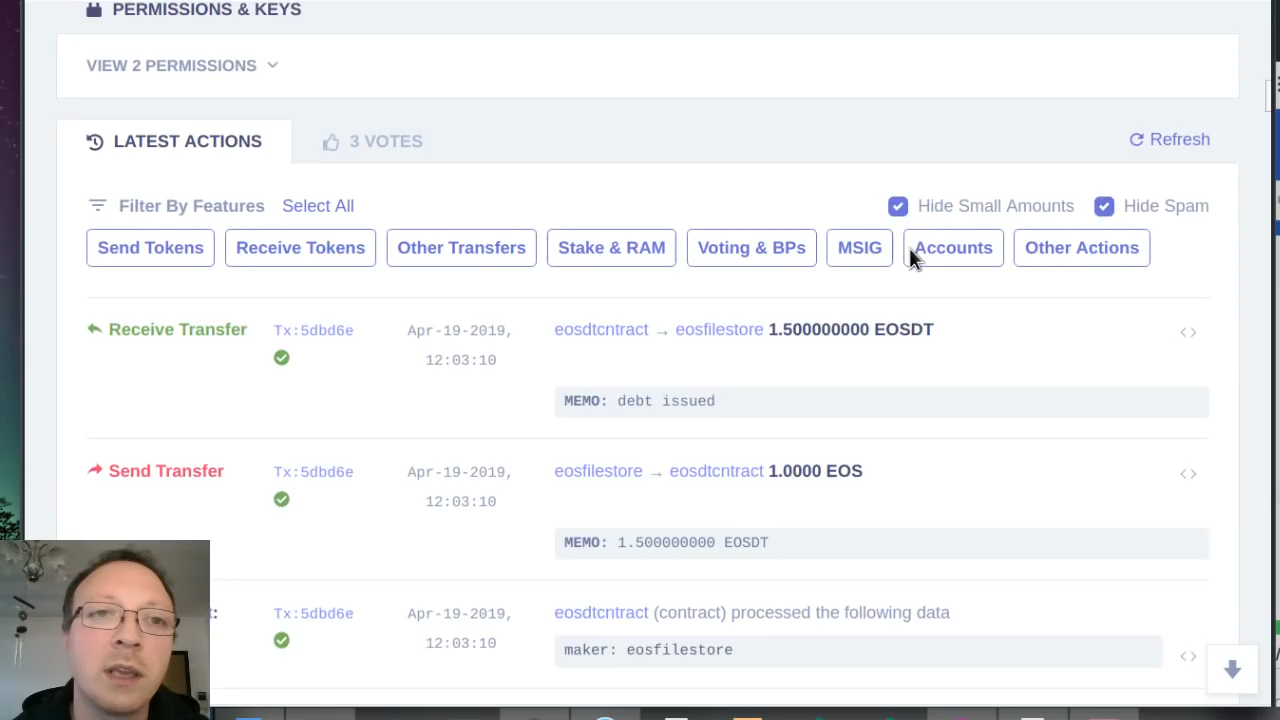 PERMISSIONS & KEYS
VIEW 2 PERMISSIONS
LATEST ACTIONS
3 VOTES
Refresh
Filter By Features
Select All
Hide Small Amounts
Hide Spam
Send Tokens
Receive Tokens
Other Transfers
Stake & RAM
Voting & BPs
MSIG
Accounts
Other Actions
Receive Transfer
Tx:5dbd6e
Apr-19-2019,
12:03:10
eosdtcntract → eosfilestore 1.500000000 EOSDT
MEMO: debt issued
Send Transfer
Tx:5dbd6e
Apr-19-2019,
12:03:10
eosfilestore → eosdtcntract 1.0000 EOS
MEMO: 1.500000000 EOSDT
Tx:5dbd6e
Apr-19-2019,
12:03:10
eosdtcntract (contract) processed the following data
maker: eosfilestore